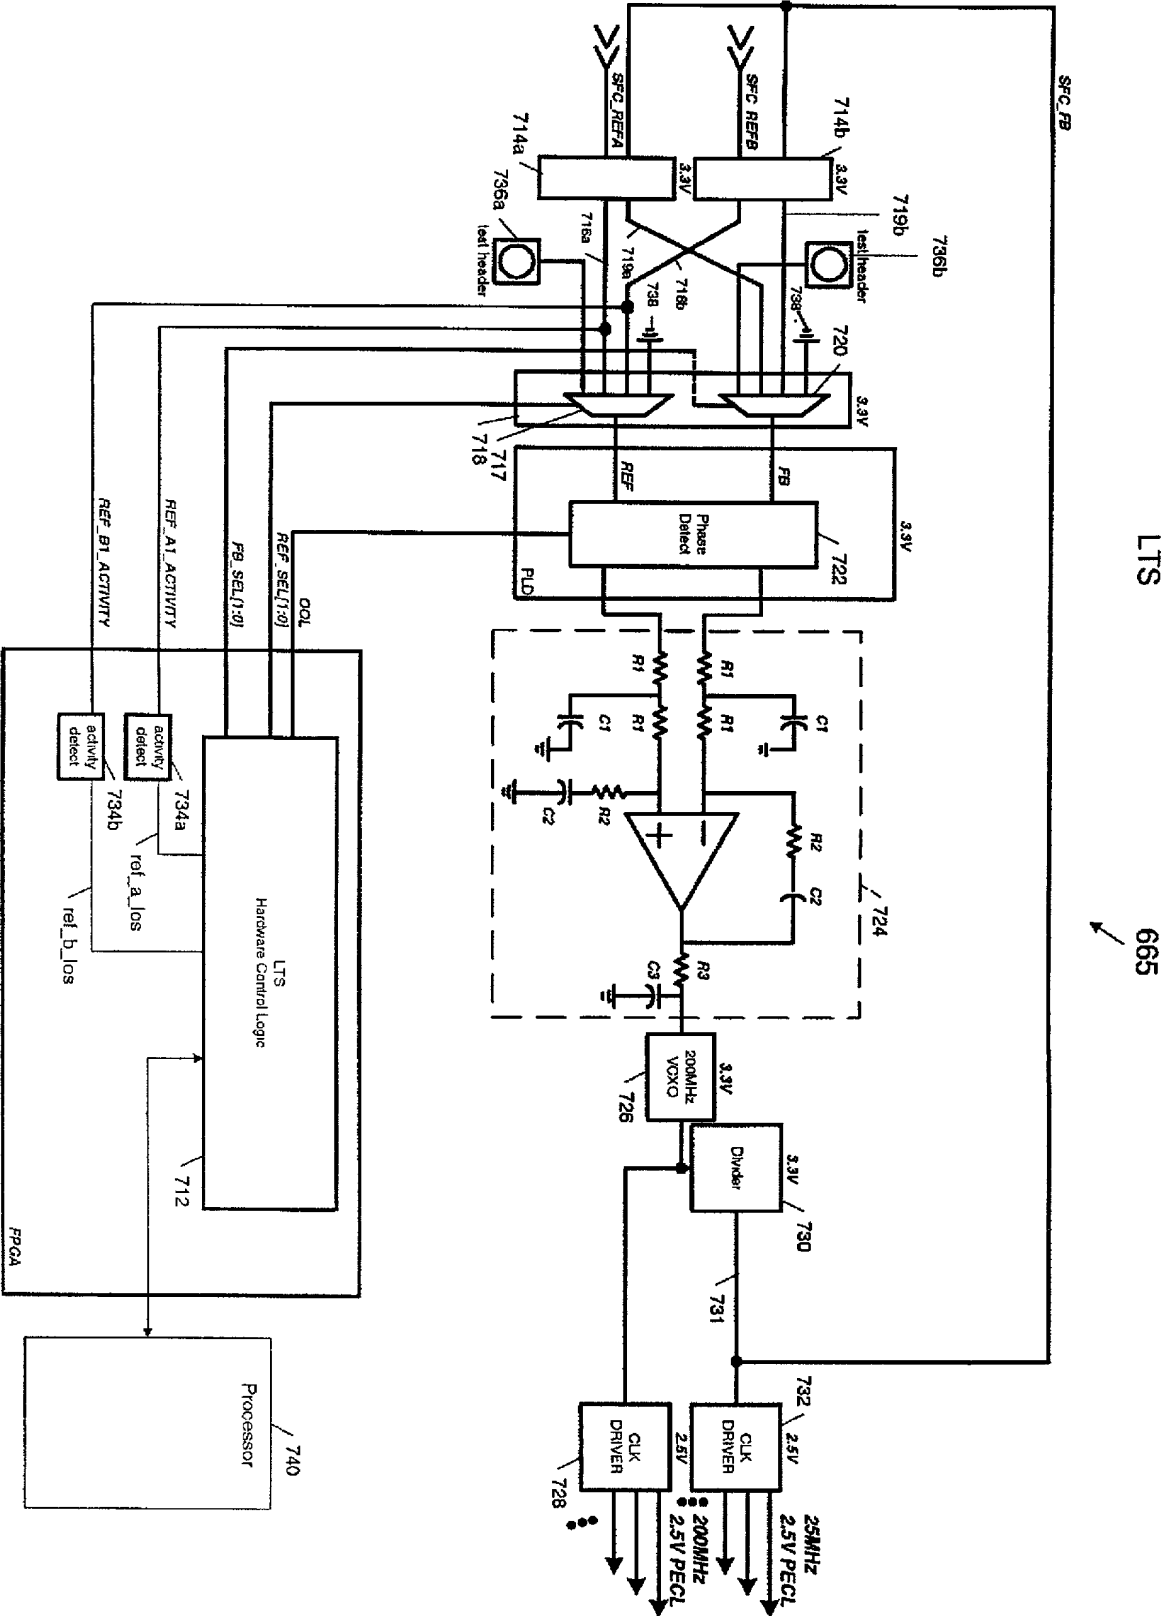 LTS
665
SFC_FB
SFC_REFB
SFC_REFA
714b
714a
3.3V
3.3V
719b
736b
736a
test header
test header
716a
719a
716b
738
738
720
3.3V
717
718
REF
FB
3.3V
Phase
Detect
722
PLD
REF_B1_ACTIVITY
REF_A1_ACTIVITY
FB_SEL[1:0]
REF_SEL[1:0]
OOL
R1
R1
R1
R1
C1
C1
R2
C2
R2
C2
724
R3
C3
200MHz
VCXO
3.3V
726
Divider
3.3V
730
731
732
CLK
DRIVER
2.5V
CLK
DRIVER
2.5V
728
25MHz
2.5V PECL
200MHz
2.5V PECL
activity
detect
734a
activity
detect
734b
ref_a_los
ref_b_los
LTS
Hardware Control Logic
712
FPGA
Processor
740